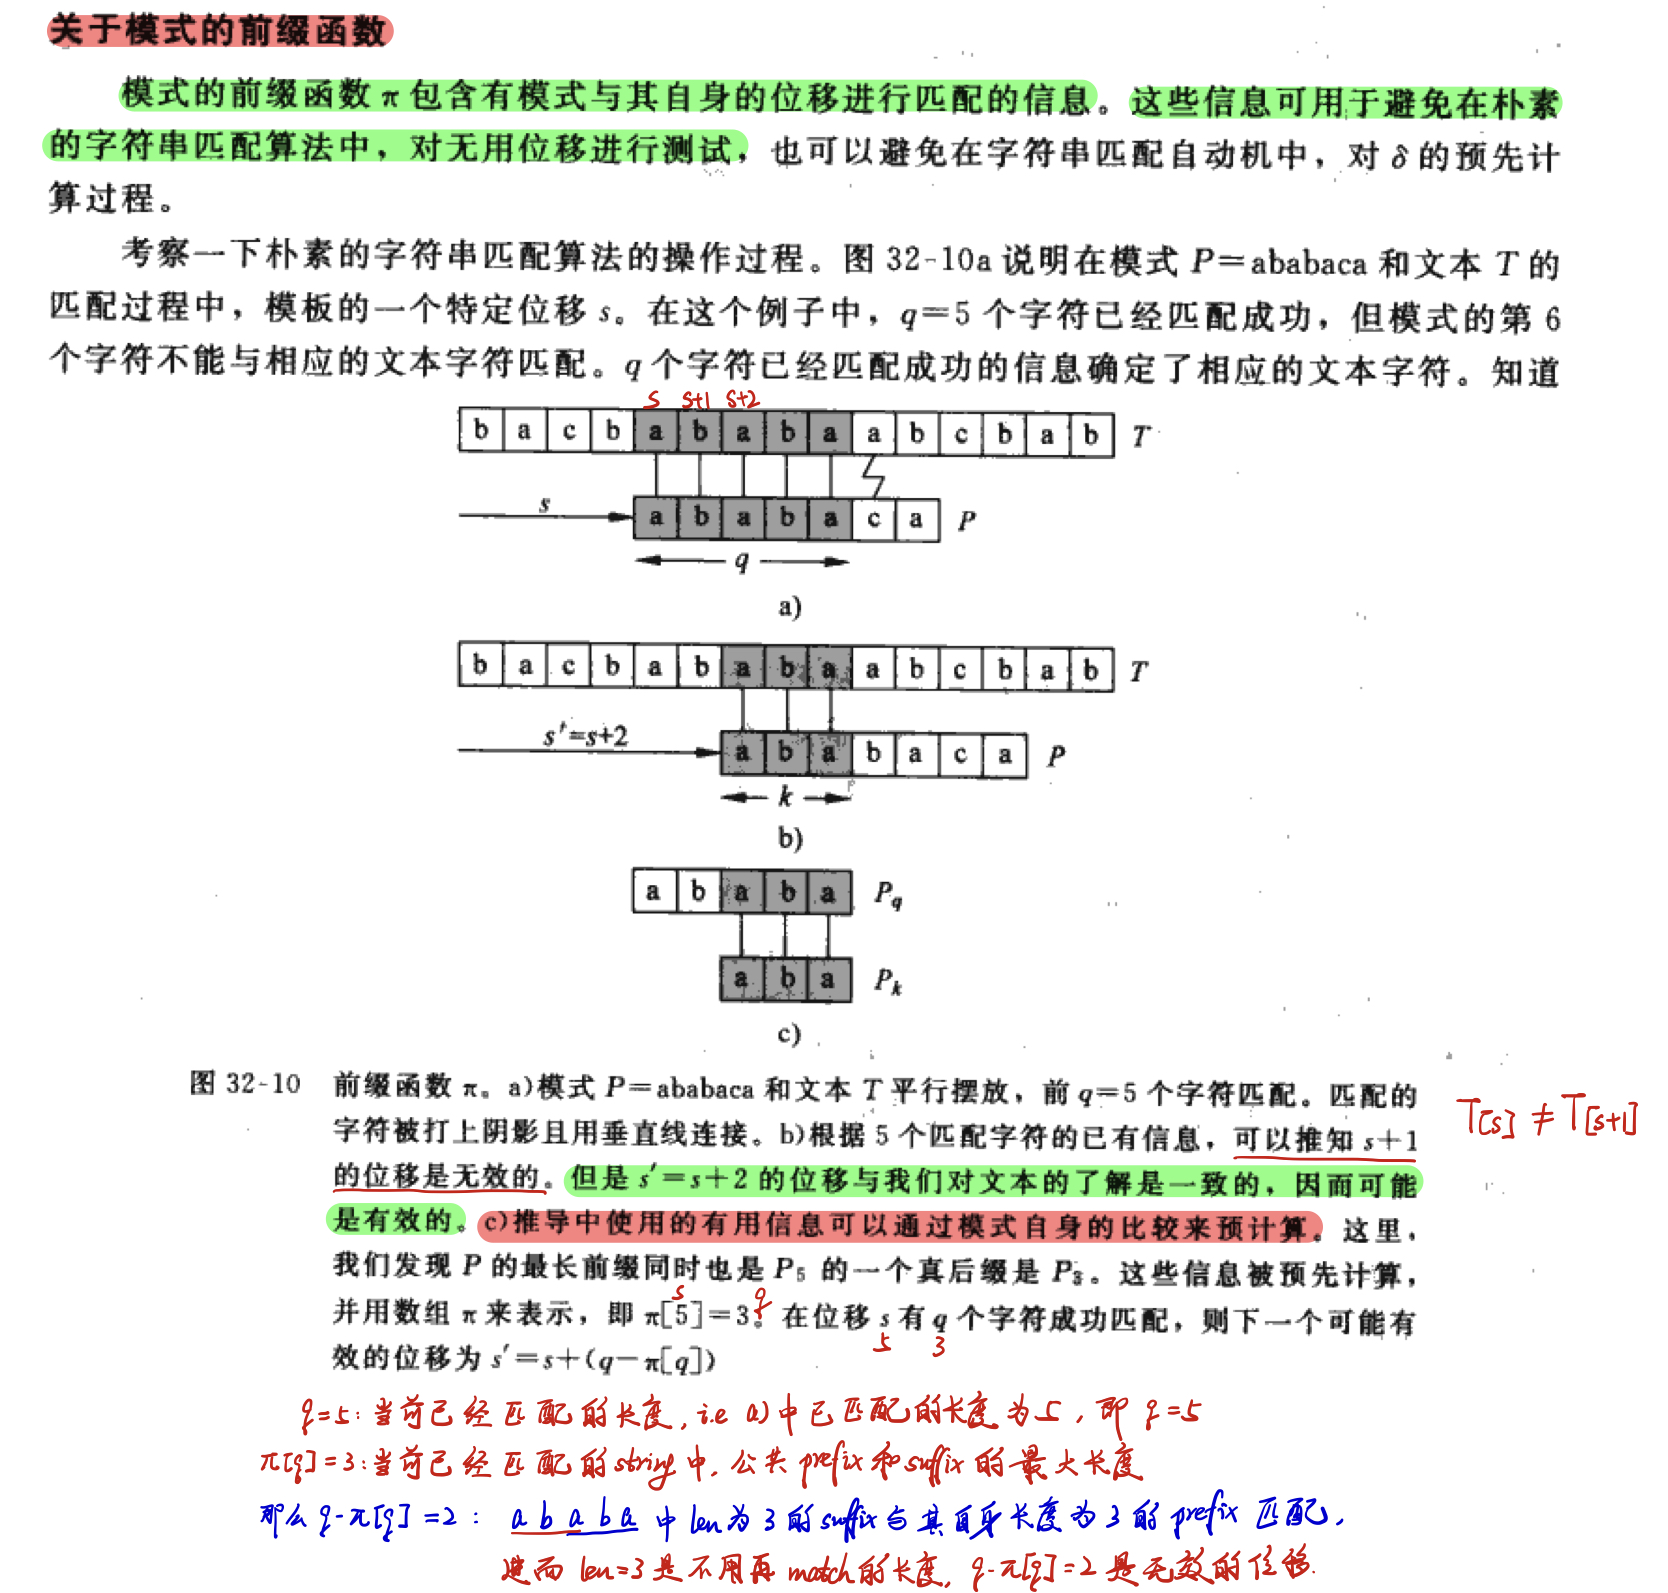 关于模式的前缀函数
模式的前缀函数 π 包含有模式与其自身的位移进行匹配的信息。这些信息可用于避免在朴素
的字符串匹配算法中，对无用位移进行测试，也可以避免在字符串匹配自动机中，对 δ 的预先计
算过程。
考察一下朴素的字符串匹配算法的操作过程。图 32-10a 说明在模式 P=ababaca 和文本 T 的
匹配过程中，模板的一个特定位移 s。在这个例子中，q=5 个字符已经匹配成功，但模式的第 6
个字符不能与相应的文本字符匹配。q 个字符已经匹配成功的信息确定了相应的文本字符。知道
s s+1 s+2
b a c b a b a b a a b c b a b T
s a b a b a c a P
q
a)
b a c b a b a b a a b c b a b T
s′=s+2 a b a b a c a P
k
b)
a b a b a Pq
a b a Pk
c)
图 32-10 前缀函数 π。a)模式 P=ababaca 和文本 T 平行摆放，前 q=5 个字符匹配。匹配的
字符被打上阴影且用垂直线连接。b)根据 5 个匹配字符的已有信息，可以推知 s+1
T[s] ≠ T[s+1]
的位移是无效的。但是 s′=s+2 的位移与我们对文本的了解是一致的，因而可能
是有效的。c)推导中使用的有用信息可以通过模式自身的比较来预计算。这里，
我们发现 P 的最长前缀同时也是 P5 的一个真后缀是 P3。这些信息被预先计算，
s q
并用数组 π 来表示，即 π[5]=3。在位移 s 有 q 个字符成功匹配，则下一个可能有
5 3
效的位移为 s′=s+(q−π[q])
q=5：当前已经匹配的长度，i.e a)中已匹配的长度为5，即 q=5
π[q]=3：当前已经匹配的string中，公共prefix和suffix的最大长度
那么 q-π[q]=2： a b a b a 中 len为3的suffix与其自身长度为3的prefix匹配，
进而 len=3是不用再match的长度，q-π[q]=2是无效的位移.